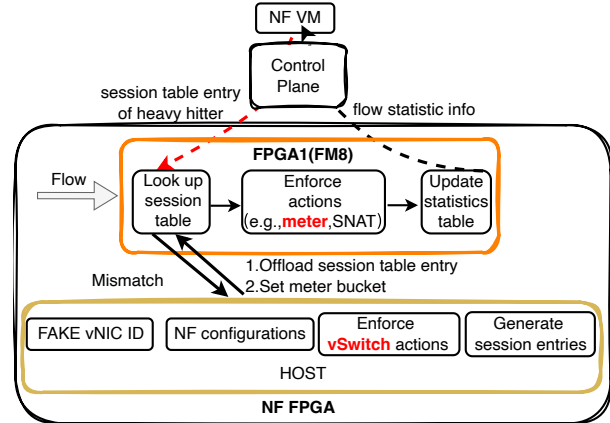 NF VM
Control
Plane
session table entry
of heavy hitter
flow statistic info
FPGA1(FM8)
Flow
Look up
session
table
Enforce
actions
(e.g.,meter,SNAT)
Update
statistics
table
Mismatch
1.Offload session table entry
2.Set meter bucket
FAKE vNIC ID
NF configurations
Enforce
vSwitch actions
Generate
session entries
HOST
NF FPGA